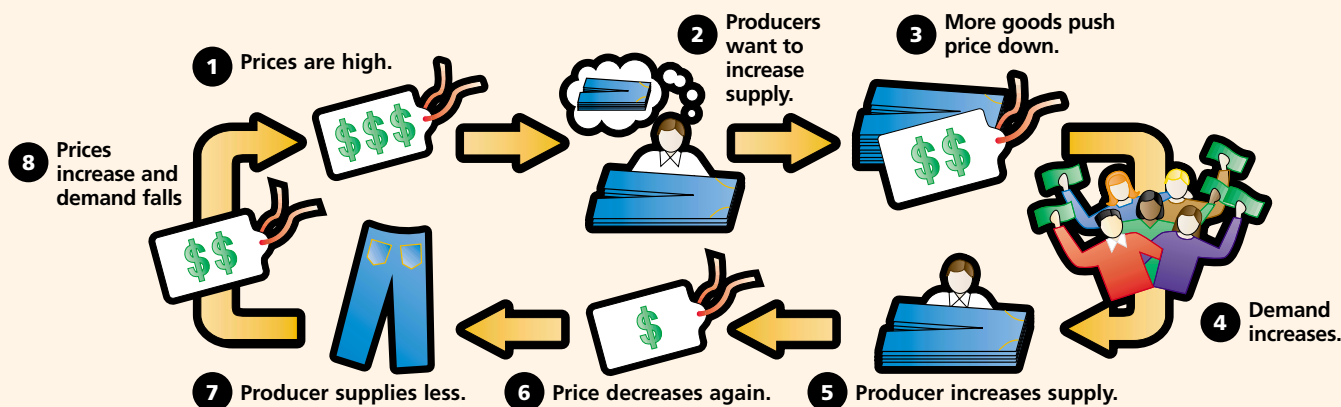 1 Prices are high.
$$$
2 Producers
want to
increase
supply.
3 More goods push
price down.
$$
4 Demand
increases.
5 Producer increases supply.
6 Price decreases again.
$
7 Producer supplies less.
8 Prices
increase and
demand falls
$$